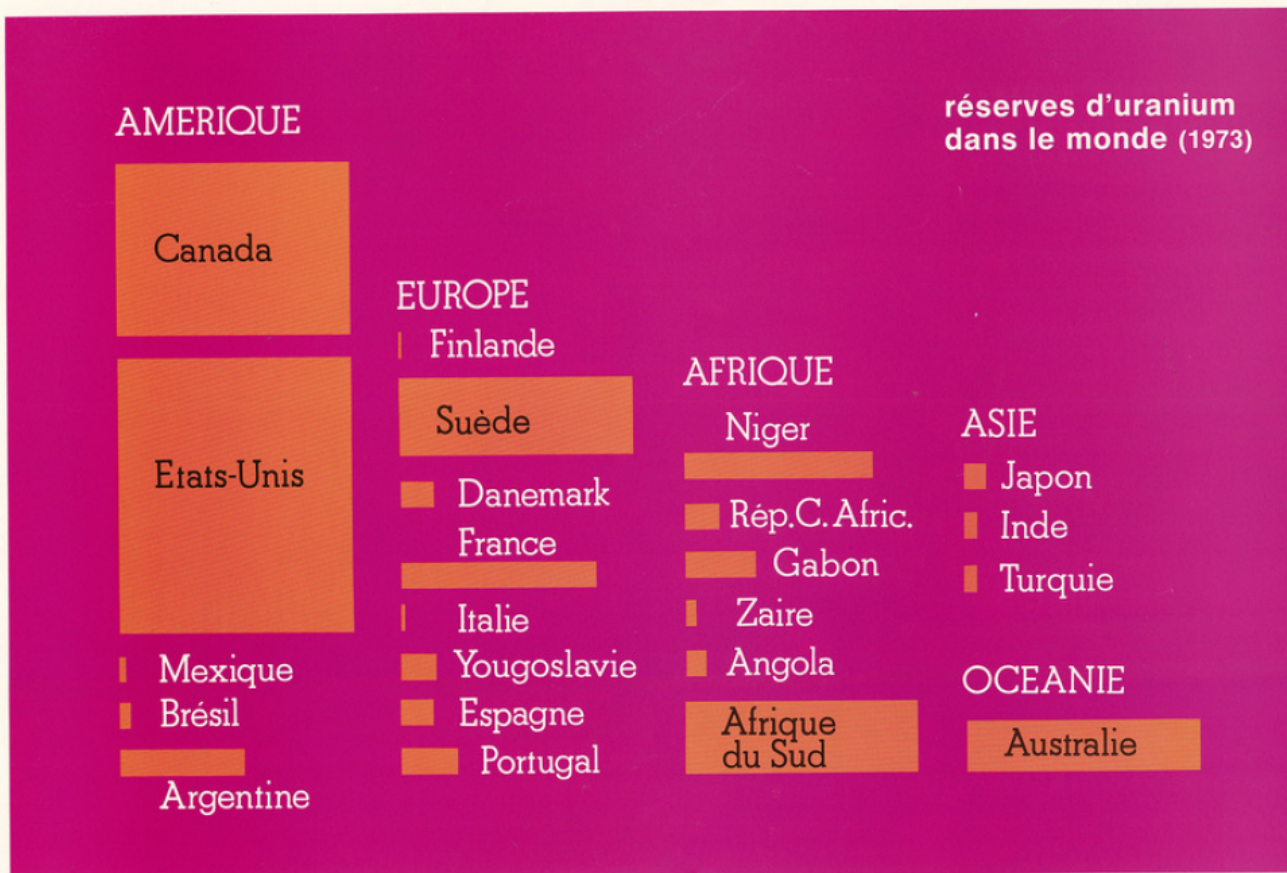 réserves d'uranium
dans le monde (1973)
AMERIQUE
Canada
Etats-Unis
Mexique
Brésil
Argentine
EUROPE
Finlande
Suède
Danemark
France
Italie
Yougoslavie
Espagne
Portugal
AFRIQUE
Niger
Rép.C.Afric.
Gabon
Zaire
Angola
Afrique
du Sud
ASIE
Japon
Inde
Turquie
OCEANIE
Australie